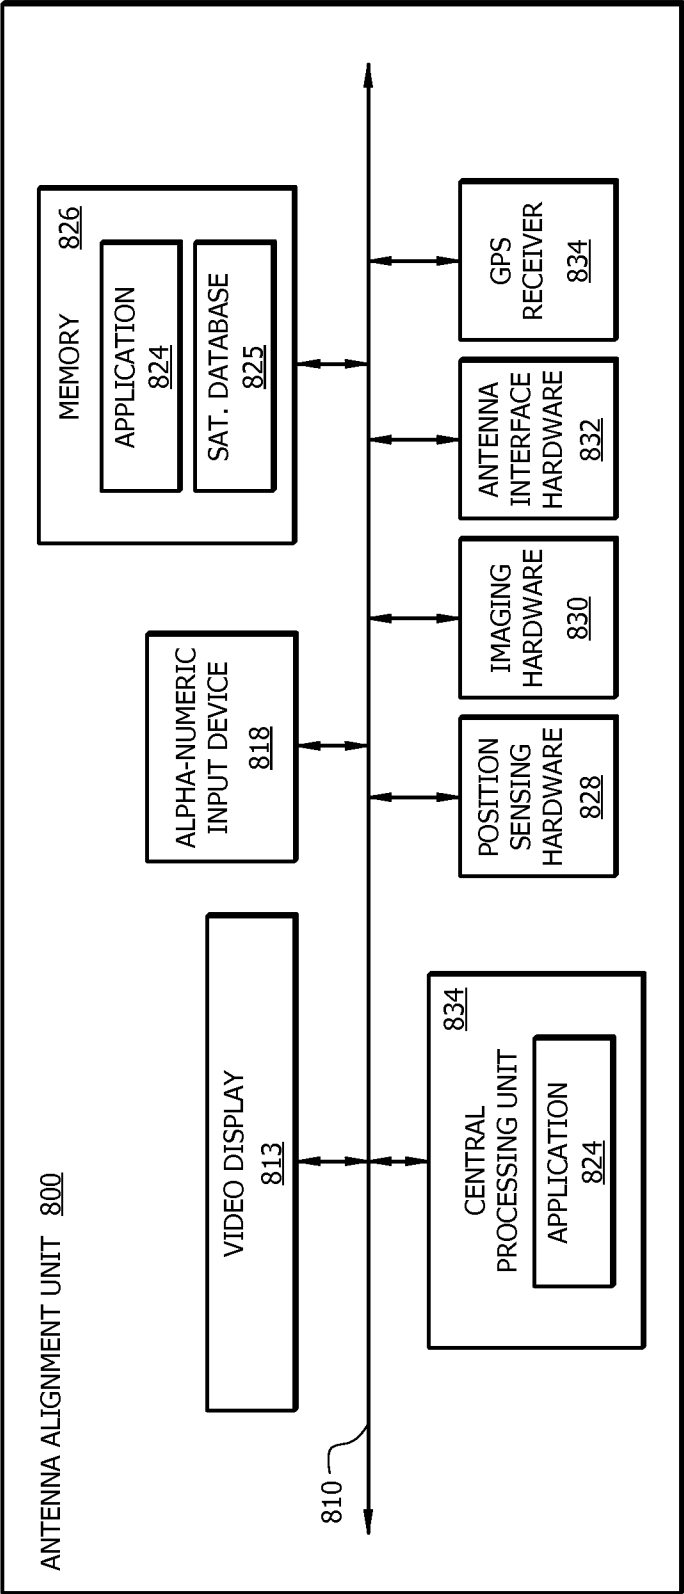 ANTENNA ALIGNMENT UNIT 800
VIDEO DISPLAY
813
ALPHA-NUMERIC
INPUT DEVICE
818
MEMORY 826
APPLICATION
824
SAT. DATABASE
825
810
CENTRAL
PROCESSING UNIT
834
APPLICATION
824
POSITION
SENSING
HARDWARE
828
IMAGING
HARDWARE
830
ANTENNA
INTERFACE
HARDWARE
832
GPS
RECEIVER
834